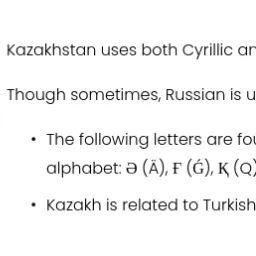 Kazakhstan uses both Cyrillic an
Though sometimes, Russian is u
• The following letters are fou
alphabet: Ә (Ä), Ғ (Ǵ), Қ (Q)
• Kazakh is related to Turkish